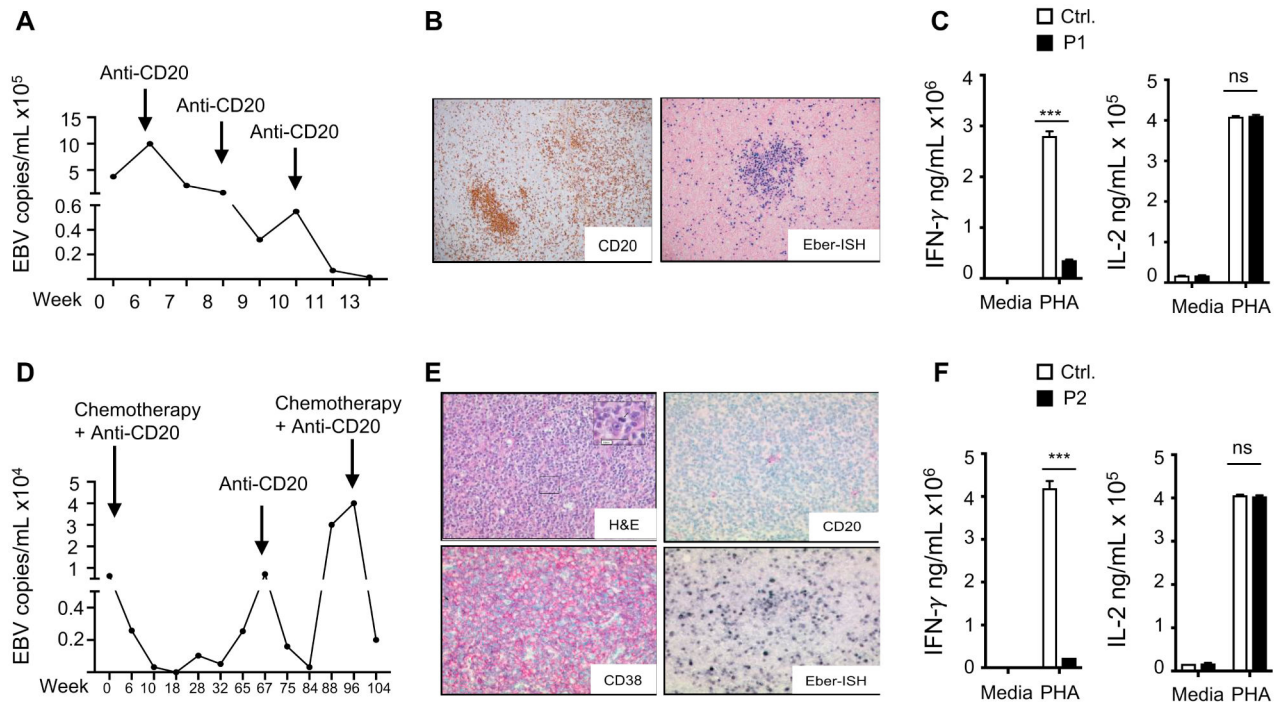 A
Anti-CD20
Anti-CD20
Anti-CD20
EBV copies/mL x10⁵
15
10
5
0.6
0.4
0.2
Week 0 6 7 8 9 10 11 13
B
CD20
Eber-ISH
C
Ctrl.
P1
IFN-γ ng/mL x10⁶
4
3
2
1
0
***
Media PHA
IL-2 ng/mL x 10⁵
5
4
3
2
1
0
ns
Media PHA
D
Chemotherapy
+ Anti-CD20
Anti-CD20
Chemotherapy
+ Anti-CD20
EBV copies/mL x10⁴
5
4
3
2
1
0.4
0.2
Week 0 6 10 18 28 32 65 67 75 84 88 96 104
E
H&E
CD20
CD38
Eber-ISH
F
Ctrl.
P2
IFN-γ ng/mL x10⁶
5
4
3
2
1
0
***
Media PHA
IL-2 ng/mL x 10⁵
5
4
3
2
1
0
ns
Media PHA